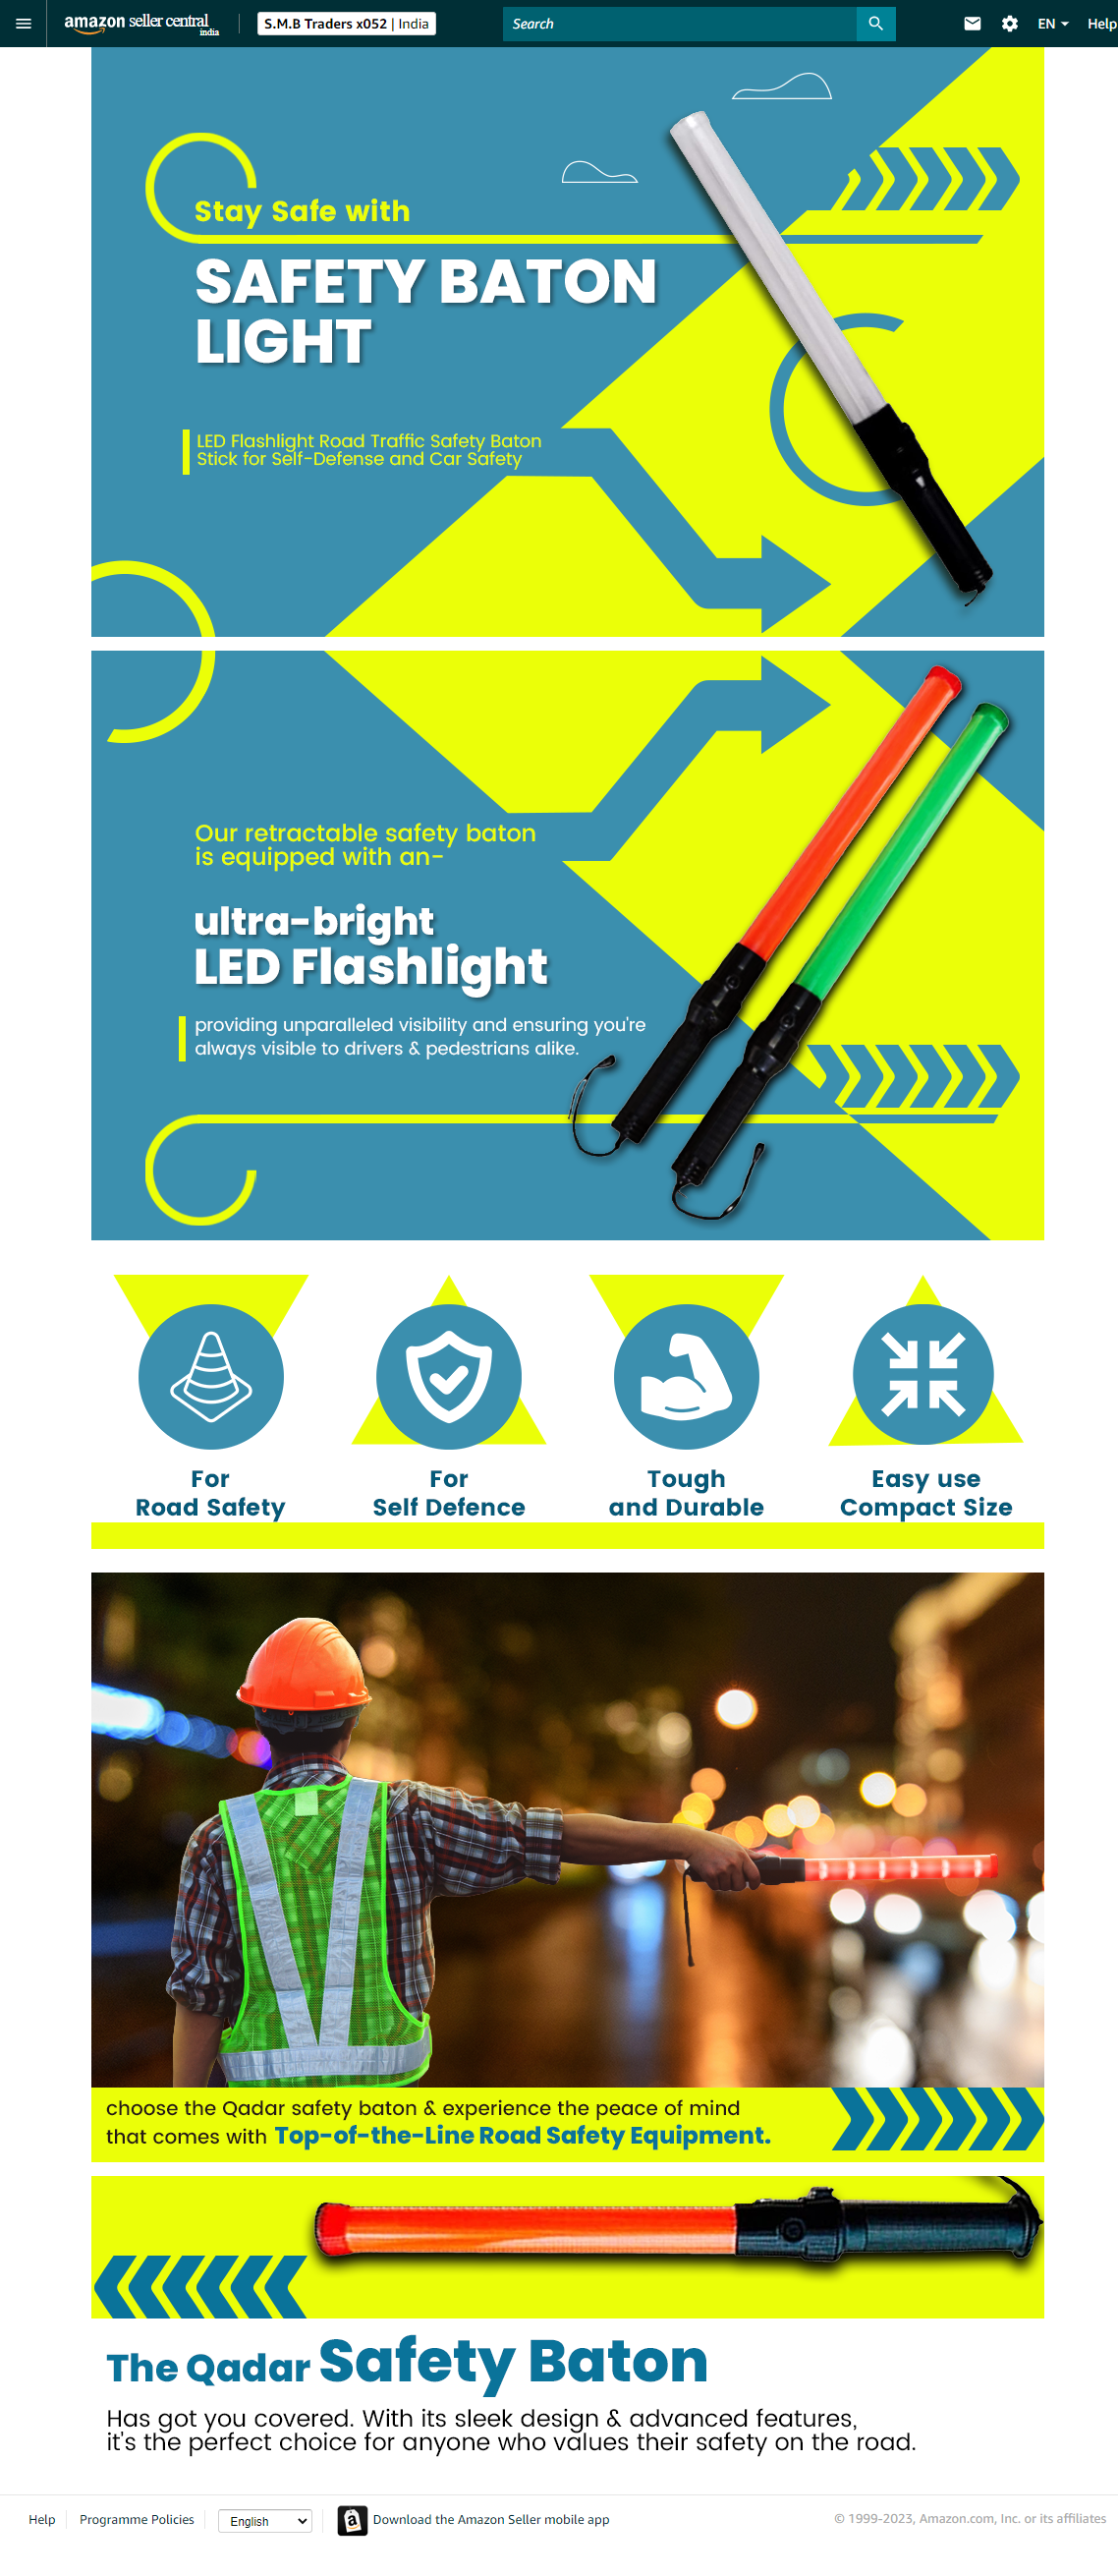 amazon seller central
india
S.M.B Traders x052 | India
Search
EN
Help
Stay Safe with
SAFETY BATON
LIGHT
LED Flashlight Road Traffic Safety Baton
Stick for Self-Defense and Car Safety
Our retractable safety baton
is equipped with an-
ultra-bright
LED Flashlight
providing unparalleled visibility and ensuring you're
always visible to drivers & pedestrians alike.
For
Road Safety
For
Self Defence
Tough
and Durable
Easy use
Compact Size
choose the Qadar safety baton & experience the peace of mind
that comes with Top-of-the-Line Road Safety Equipment.
The Qadar Safety Baton
Has got you covered. With its sleek design & advanced features,
it's the perfect choice for anyone who values their safety on the road.
Help
Programme Policies
English
a
Download the Amazon Seller mobile app
© 1999-2023, Amazon.com, Inc. or its affiliates